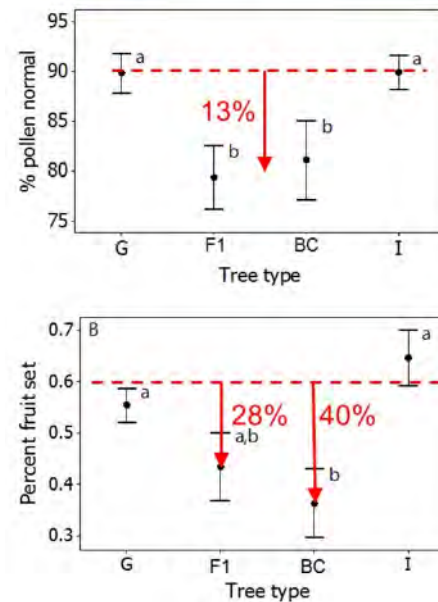 95
90
85
80
75
% pollen normal
a
b
b
a
13%
G F1 BC I
Tree type
B
0.7
0.6
0.5
0.4
0.3
Percent fruit set
a
a,b
b
a
28% 40%
G F1 BC I
Tree type